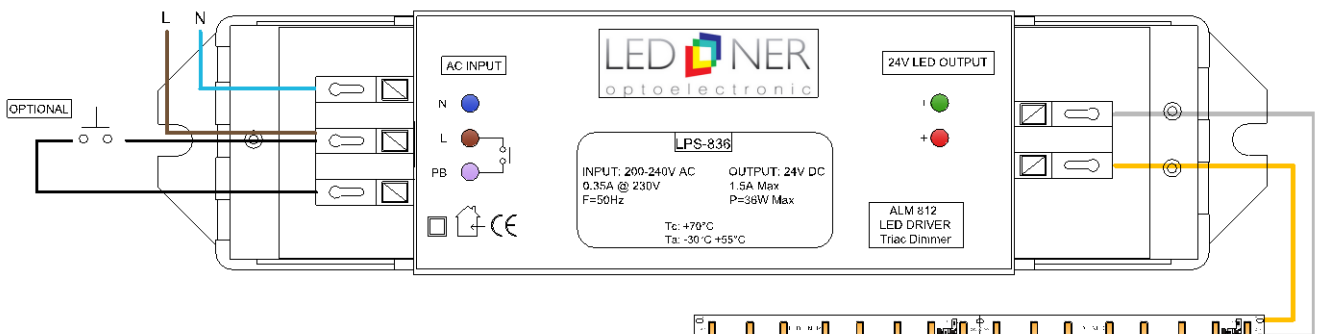 L N
OPTIONAL
AC INPUT
N
L
PB
LED NER
optoelectronic
24V LED OUTPUT
+
LPS-836
INPUT: 200-240V AC
0.35A @ 230V
F=50Hz
OUTPUT: 24V DC
1.5A Max
P=36W Max
Tc: +70°C
Ta: -30°C +55°C
CE
ALM 812
LED DRIVER
Triac Dimmer